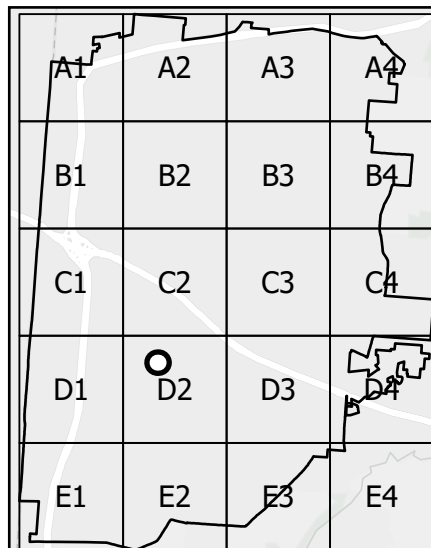 A1 A2 A3 A4
B1 B2 B3 B4
C1 C2 C3 C4
D1 D2 D3 D4
E1 E2 E3 E4